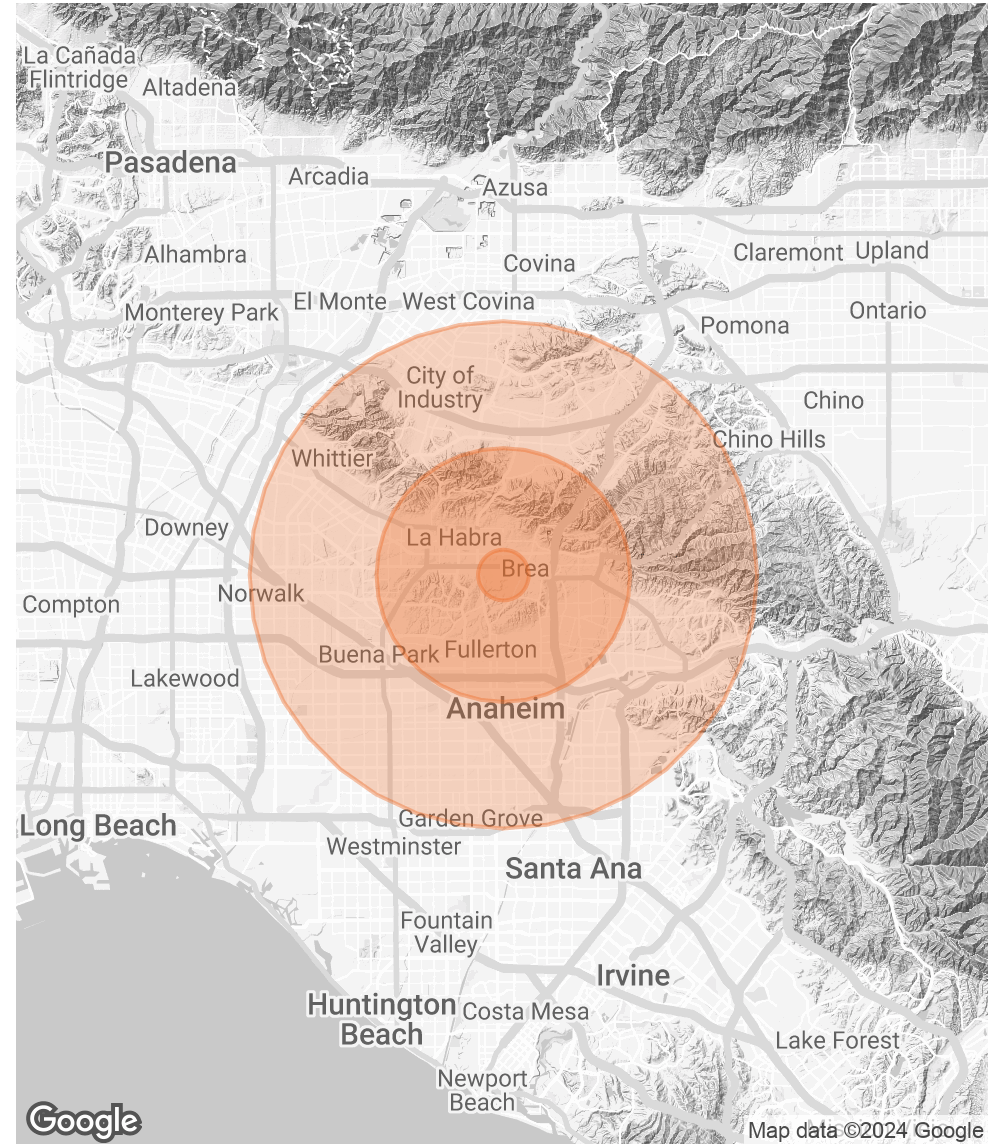 La Cañada
Flintridge
Altadena
Pasadena
Arcadia
Azusa
Alhambra
Covina
Claremont
Upland
El Monte
West Covina
Monterey Park
Pomona
Ontario
City of
Industry
Chino
Chino Hills
Whittier
Downey
La Habra
Brea
Norwalk
Compton
Buena Park
Fullerton
Lakewood
Anaheim
Long Beach
Garden Grove
Westminster
Santa Ana
Fountain
Valley
Irvine
Huntington
Beach
Costa Mesa
Lake Forest
Newport
Beach
Google
Map data ©2024 Google